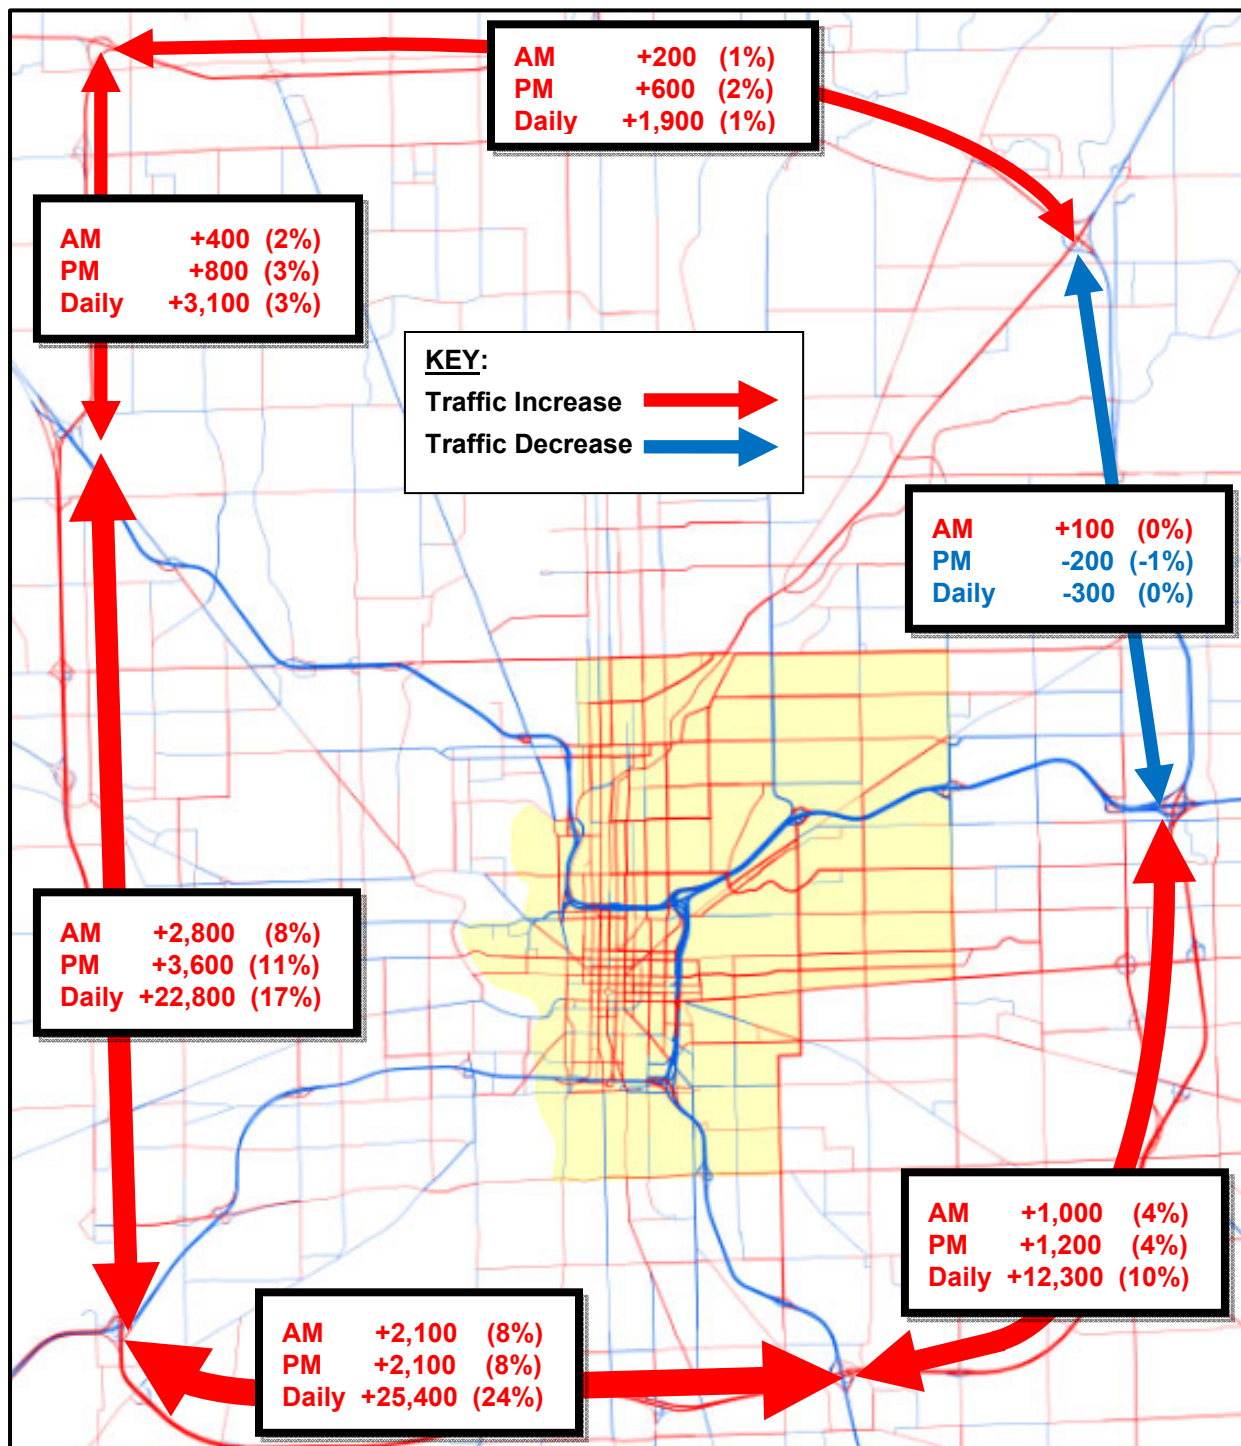 AM +200 (1%)
PM +600 (2%)
Daily +1,900 (1%)
AM +400 (2%)
PM +800 (3%)
Daily +3,100 (3%)
KEY:
Traffic Increase
Traffic Decrease
AM +100 (0%)
PM -200 (-1%)
Daily -300 (0%)
AM +2,800 (8%)
PM +3,600 (11%)
Daily +22,800 (17%)
AM +1,000 (4%)
PM +1,200 (4%)
Daily +12,300 (10%)
AM +2,100 (8%)
PM +2,100 (8%)
Daily +25,400 (24%)